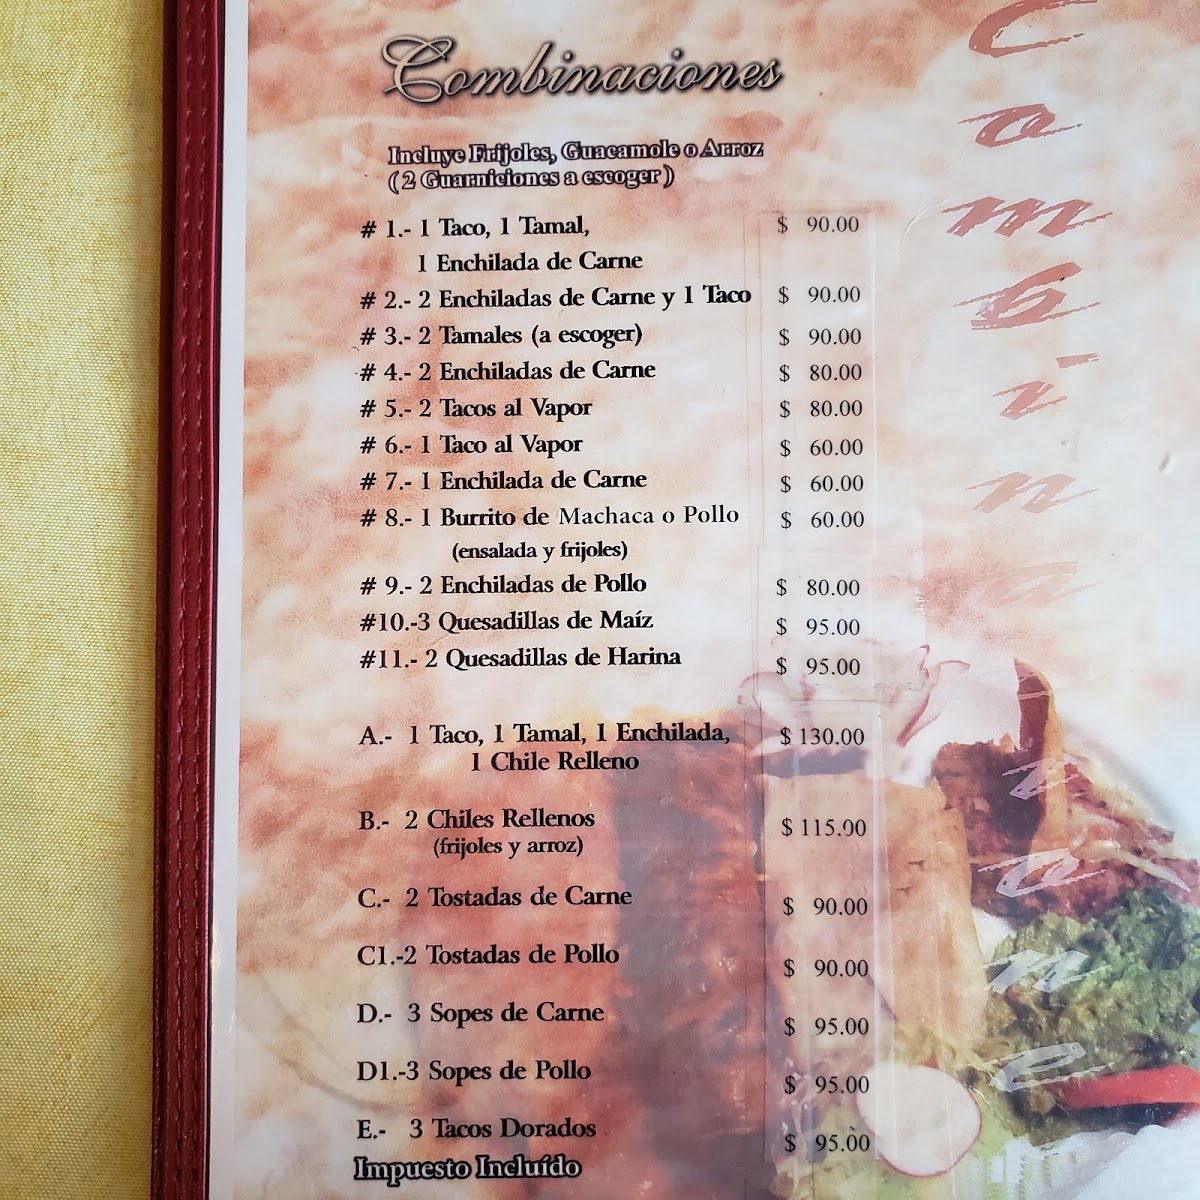 Combinaciones
Incluye Frijoles, Guacamole o Arroz
(2 Guarniciones a escoger)
# 1.- 1 Taco, 1 Tamal, $ 90.00
1 Enchilada de Carne
# 2.- 2 Enchiladas de Carne y 1 Taco $ 90.00
# 3.- 2 Tamales (a escoger) $ 90.00
# 4.- 2 Enchiladas de Carne $ 80.00
# 5.- 2 Tacos al Vapor $ 80.00
# 6.- 1 Taco al Vapor $ 60.00
# 7.- 1 Enchilada de Carne $ 60.00
# 8.- 1 Burrito de Machaca o Pollo $ 60.00
(ensalada y frijoles)
# 9.- 2 Enchiladas de Pollo $ 80.00
#10.-3 Quesadillas de Maíz $ 95.00
#11.- 2 Quesadillas de Harina $ 95.00
A.- 1 Taco, 1 Tamal, 1 Enchilada, $ 130.00
1 Chile Relleno
B.- 2 Chiles Rellenos $ 115.00
(frijoles y arroz)
C.- 2 Tostadas de Carne $ 90.00
C1.-2 Tostadas de Pollo $ 90.00
D.- 3 Sopes de Carne $ 95.00
D1.-3 Sopes de Pollo $ 95.00
E.- 3 Tacos Dorados $ 95.00
Impuesto Incluído
Combinacione